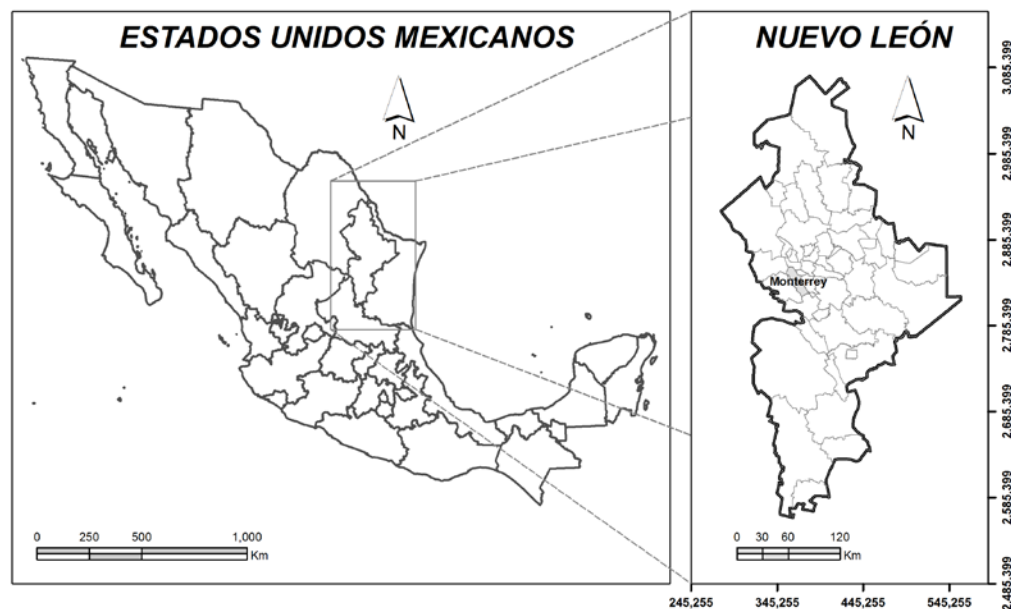 ESTADOS UNIDOS MEXICANOS
N
0 250 500 1,000
Km
NUEVO LEÓN
N
Monterrey
0 30 60 120
Km
3,085,399
2,985,399
2,885,399
2,785,399
2,685,399
2,585,399
2,485,399
245,255 345,255 445,255 545,255